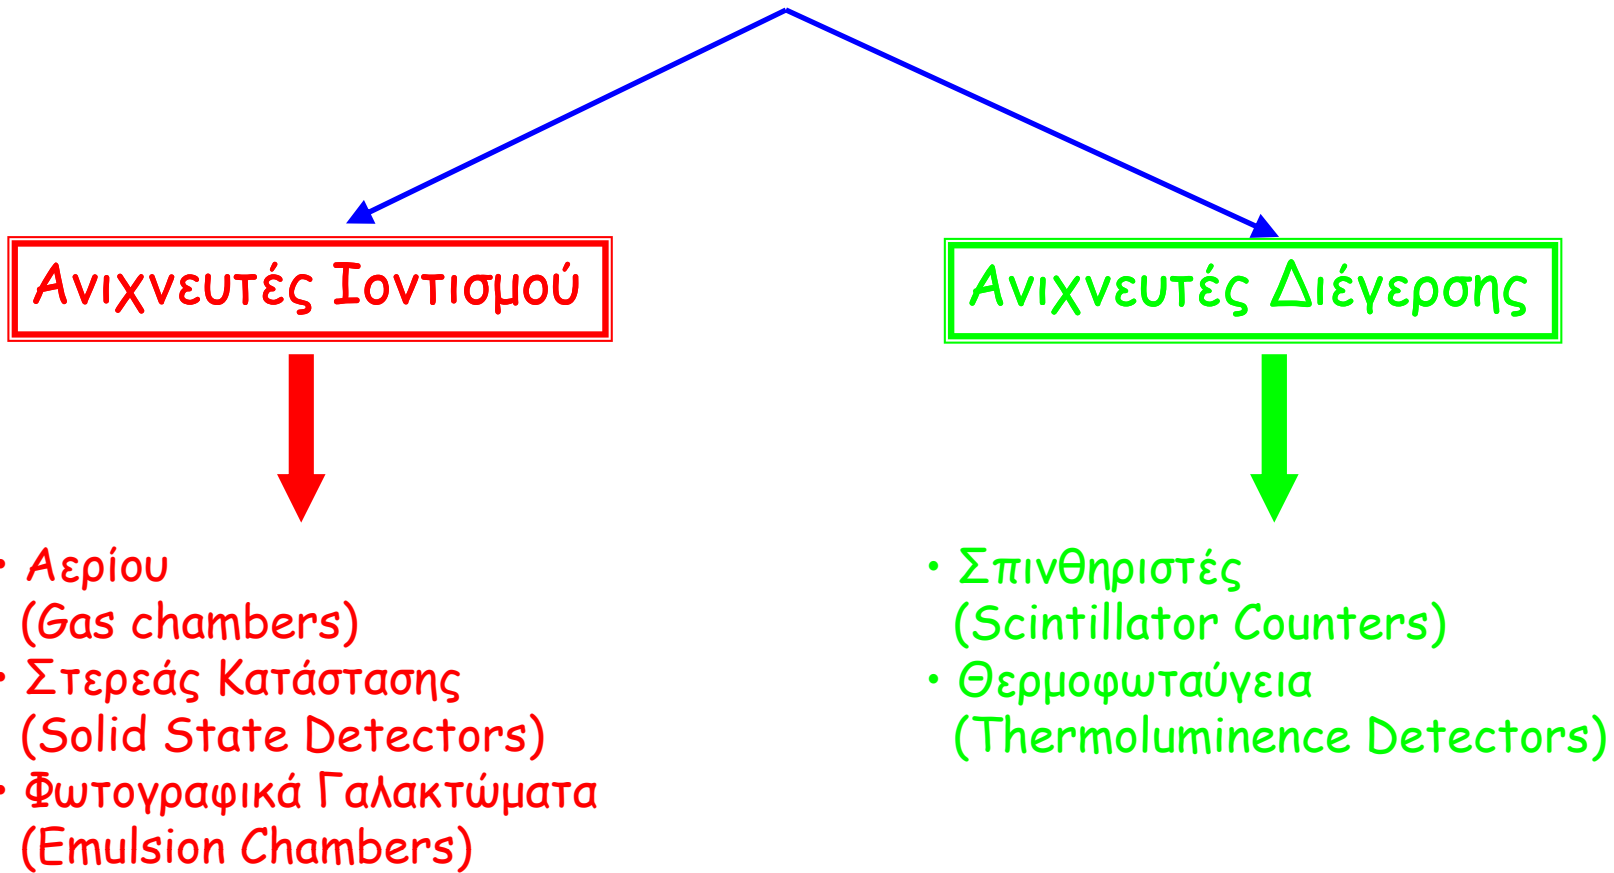 Ανιχνευτές Ιοντισμού
• Αερίου
(Gas chambers)
• Στερεάς Κατάστασης
(Solid State Detectors)
• Φωτογραφικά Γαλακτώματα
(Emulsion Chambers)
Ανιχνευτές Διέγερσης
• Σπινθηριστές
(Scintillator Counters)
• Θερμοφωταύγεια
(Thermoluminence Detectors)